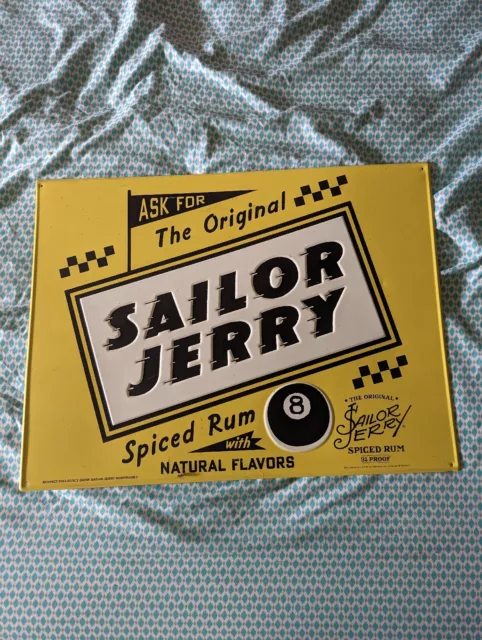 ASK FOR
The Original
SAILOR
JERRY
Spiced Rum
with
NATURAL FLAVORS
8
• THE ORIGINAL •
SAILOR
JERRY
SPICED RUM
92 PROOF